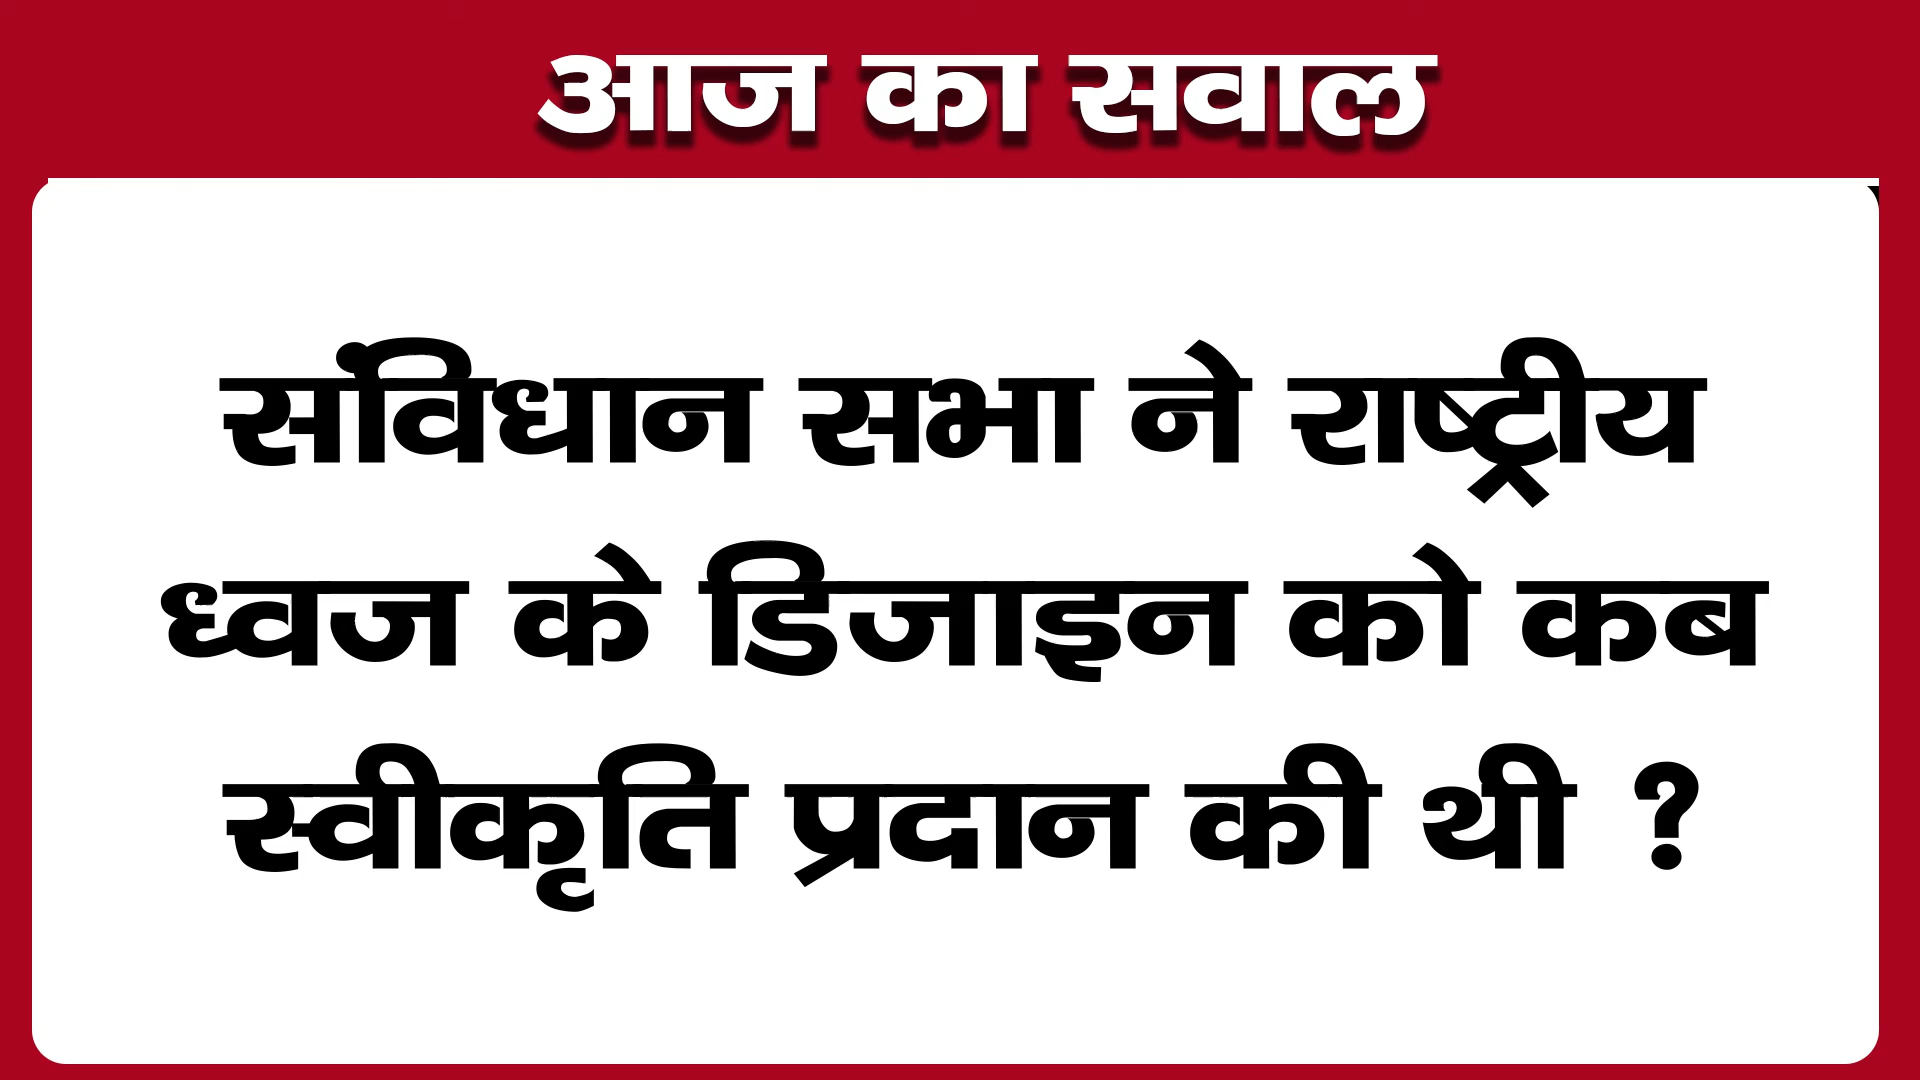 आज का सवाल
संविधान सभा ने राष्ट्रीय
ध्वज के डिजाइन को कब
स्वीकृति प्रदान की थी ?